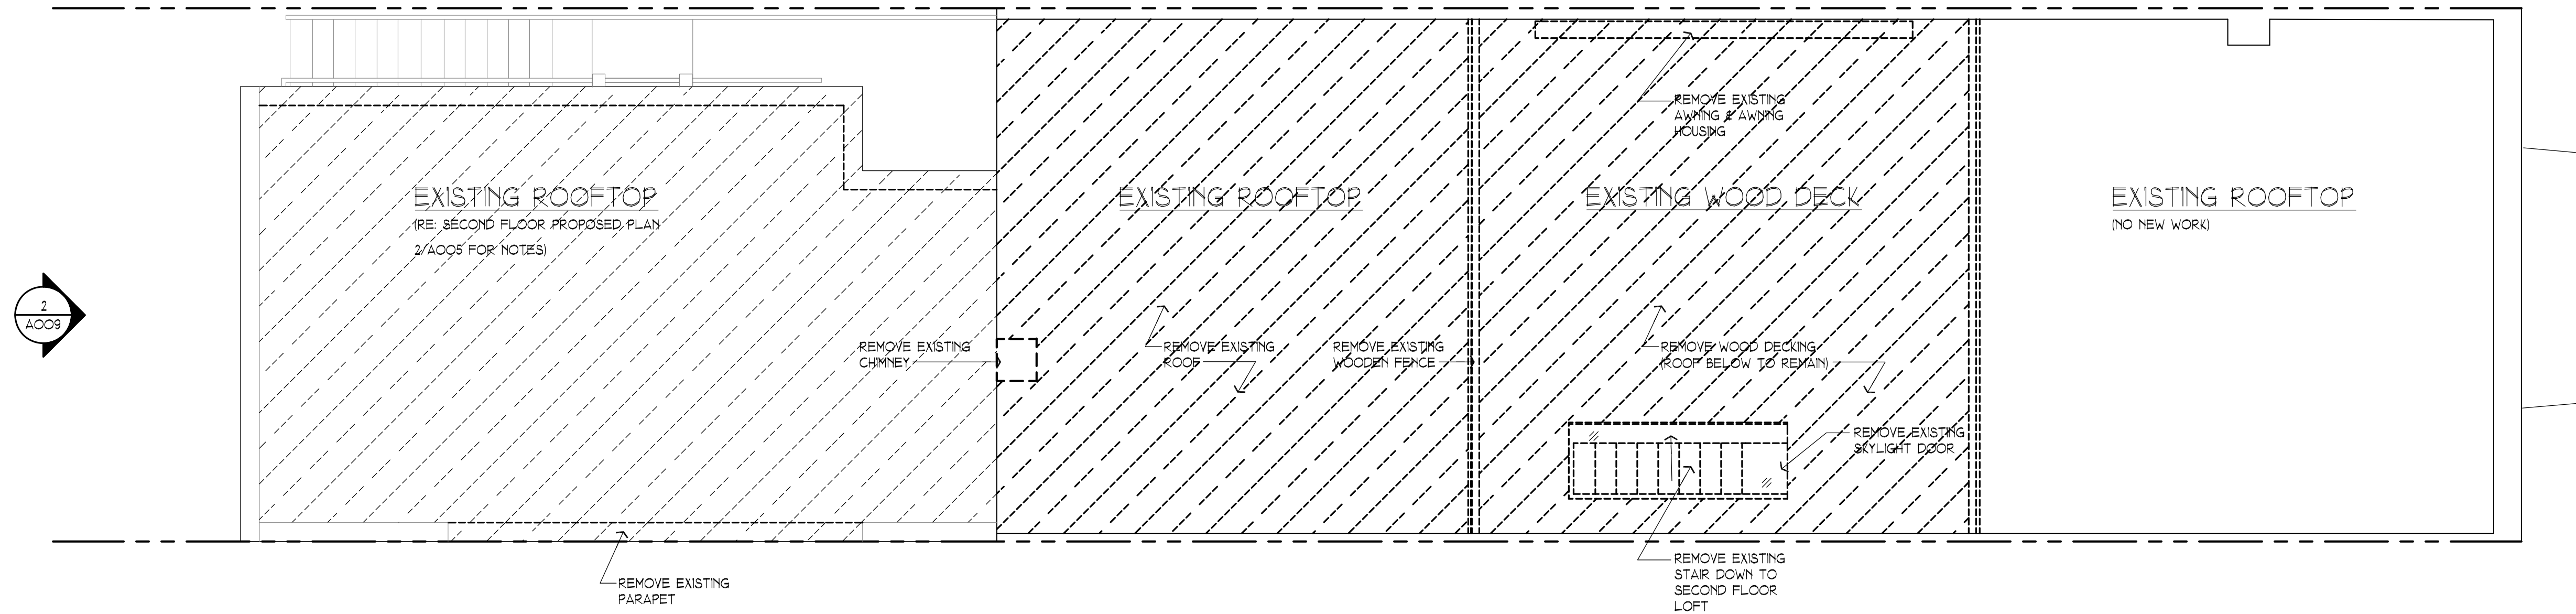 EXISTING ROOFTOP
(RE: SECOND FLOOR PROPOSED PLAN
2/A005 FOR NOTES)
EXISTING ROOFTOP
EXISTING WOOD DECK
EXISTING ROOFTOP
(NO NEW WORK)
REMOVE EXISTING
AWNING & AWNING
HOUSING
2
A009
REMOVE EXISTING
CHIMNEY
REMOVE EXISTING
ROOF
REMOVE EXISTING
WOODEN FENCE
REMOVE WOOD DECKING
(ROOF BELOW TO REMAIN)
REMOVE EXISTING
SKYLIGHT DOOR
REMOVE EXISTING
STAIR DOWN TO
SECOND FLOOR
LOFT
REMOVE EXISTING
PARAPET